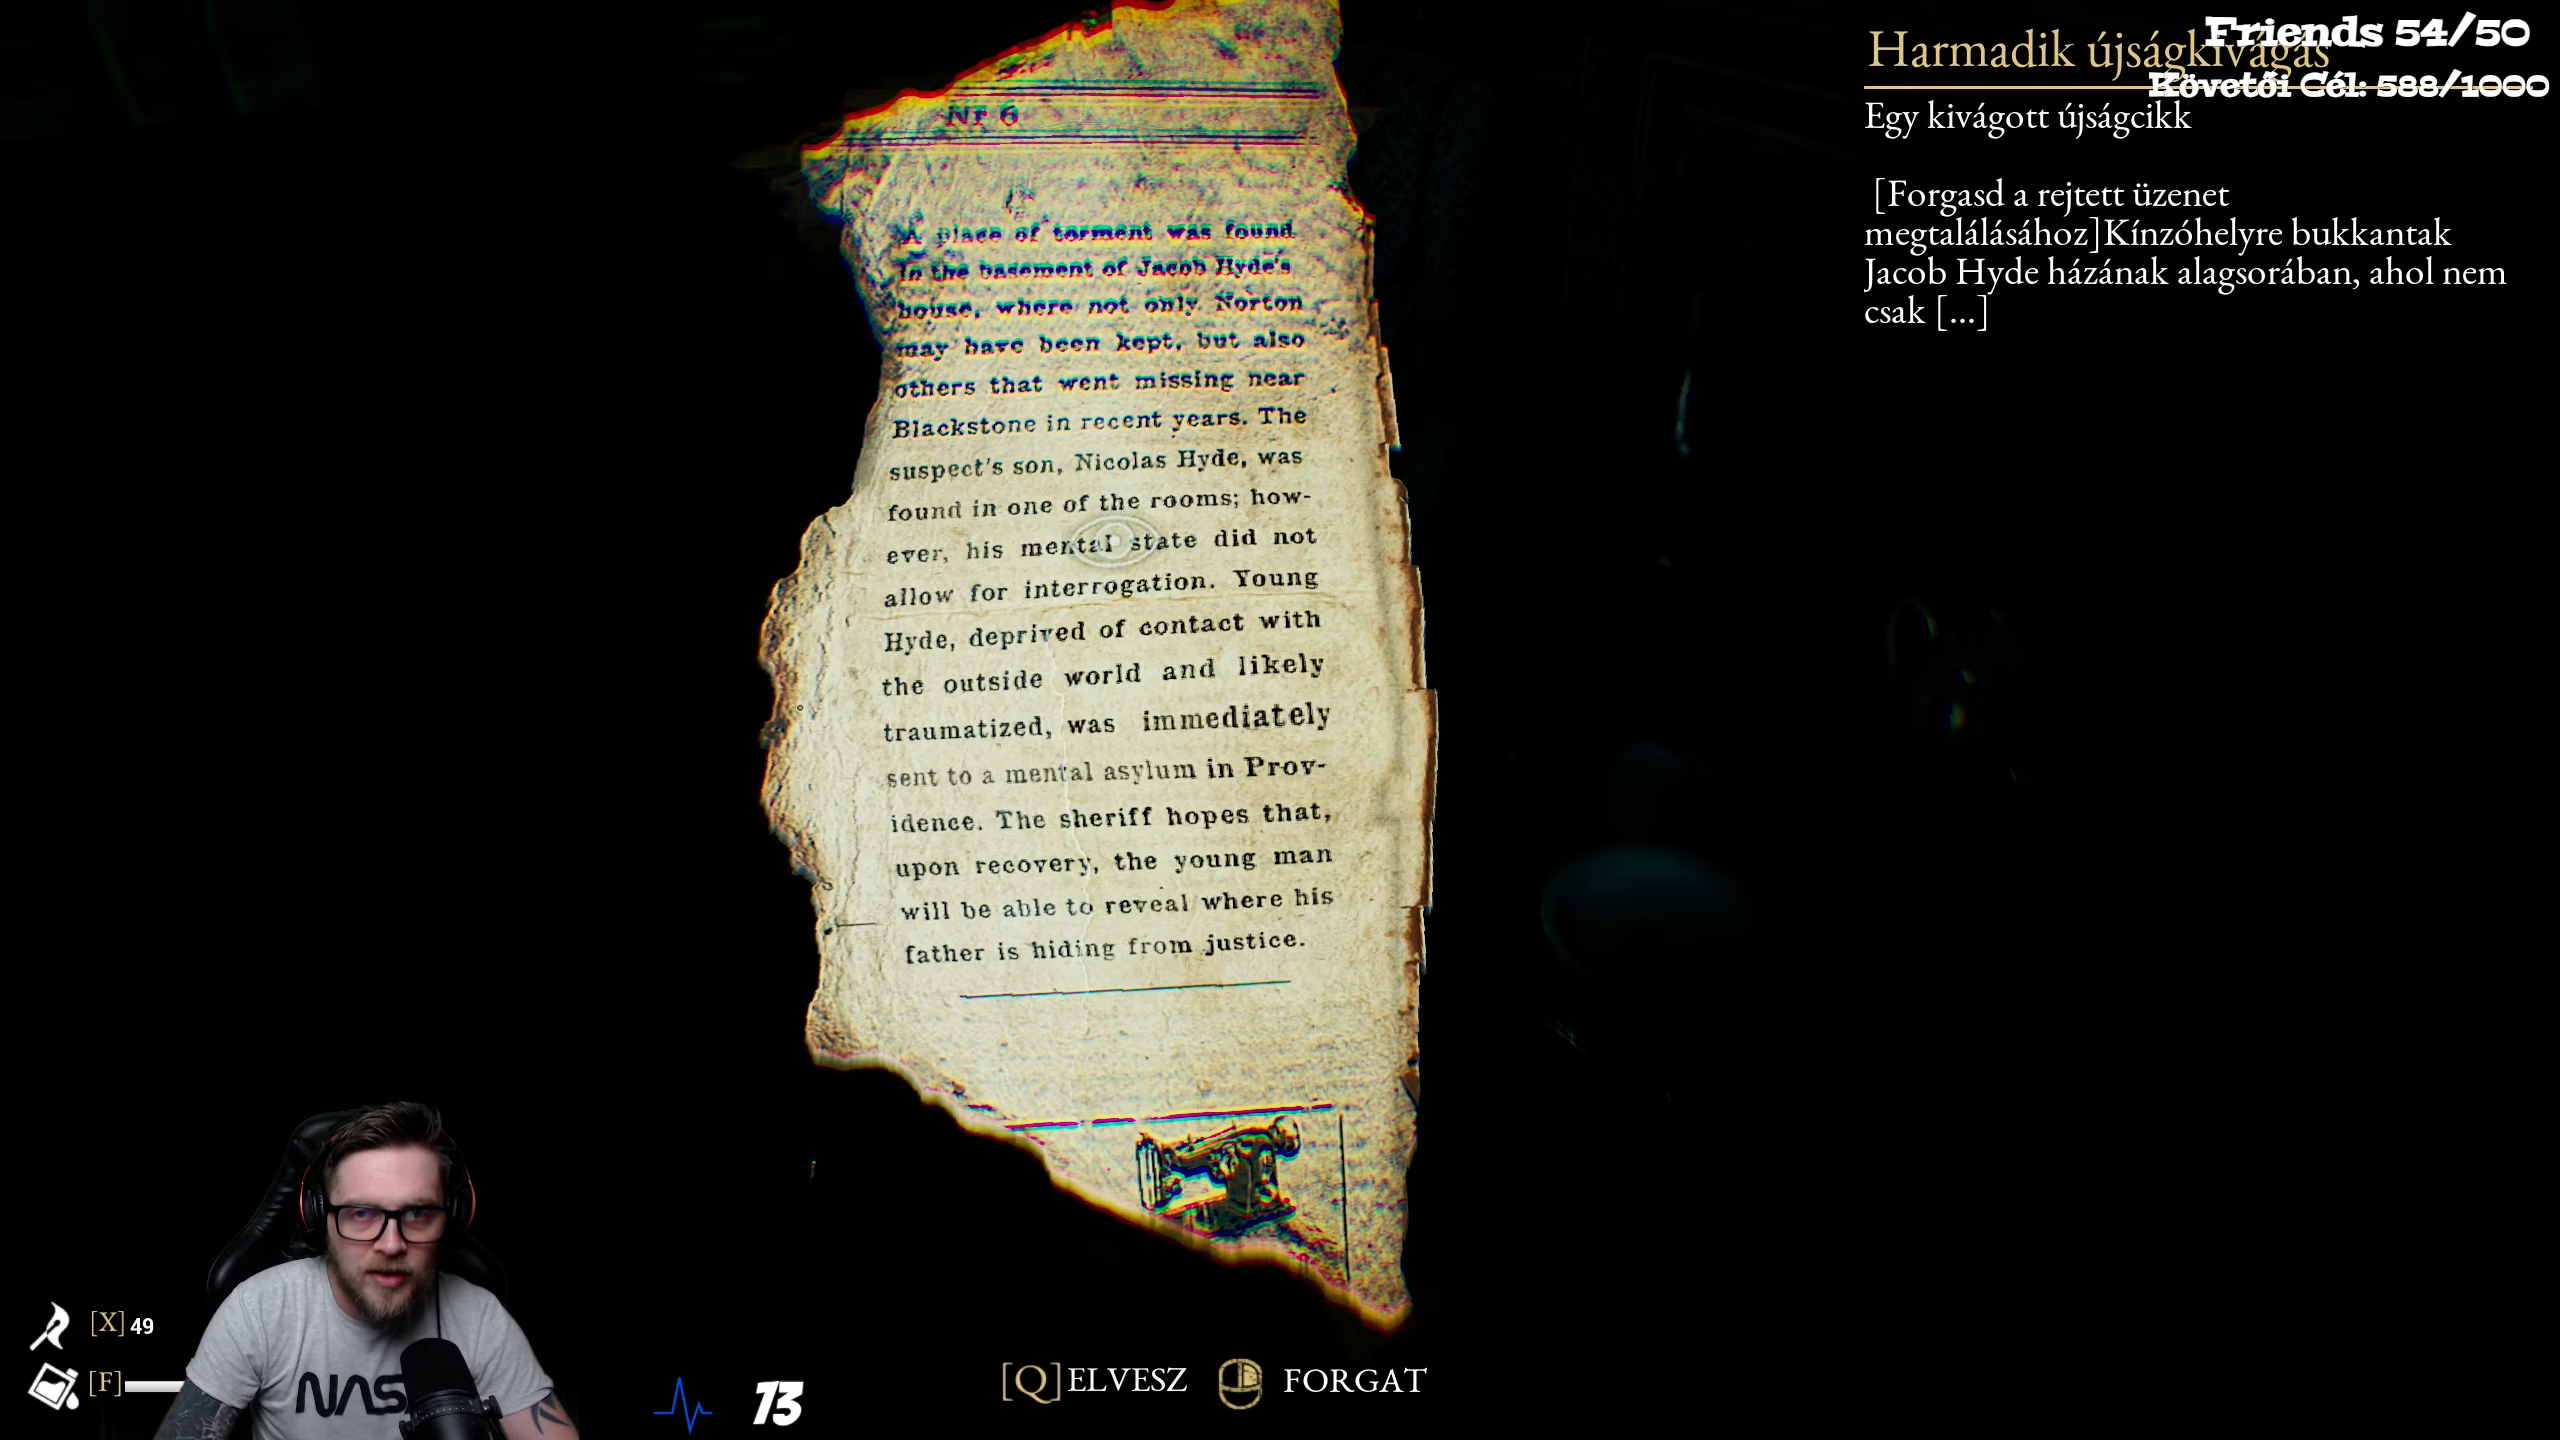 Nr 6
A place of torment was found
in the basement of Jacob Hyde's
house, where not only Norton
may have been kept, but also
others that went missing near
Blackstone in recent years. The
suspect's son, Nicolas Hyde, was
found in one of the rooms; how-
ever, his mental state did not
allow for interrogation. Young
Hyde, deprived of contact with
the outside world and likely
traumatized, was immediately
sent to a mental asylum in Prov-
idence. The sheriff hopes that,
upon recovery, the young man
will be able to reveal where his
father is hiding from justice.
Friends 54/50
Harmadik újságkivágás
Követői Cél: 588/1000
Egy kivágott újságcikk
[Forgasd a rejtett üzenet
megtalálásához]Kínzóhelyre bukkantak
Jacob Hyde házának alagsorában, ahol nem
csak [...]
[X] 49
[F]
NAS
13
[Q] ELVESZ
FORGAT